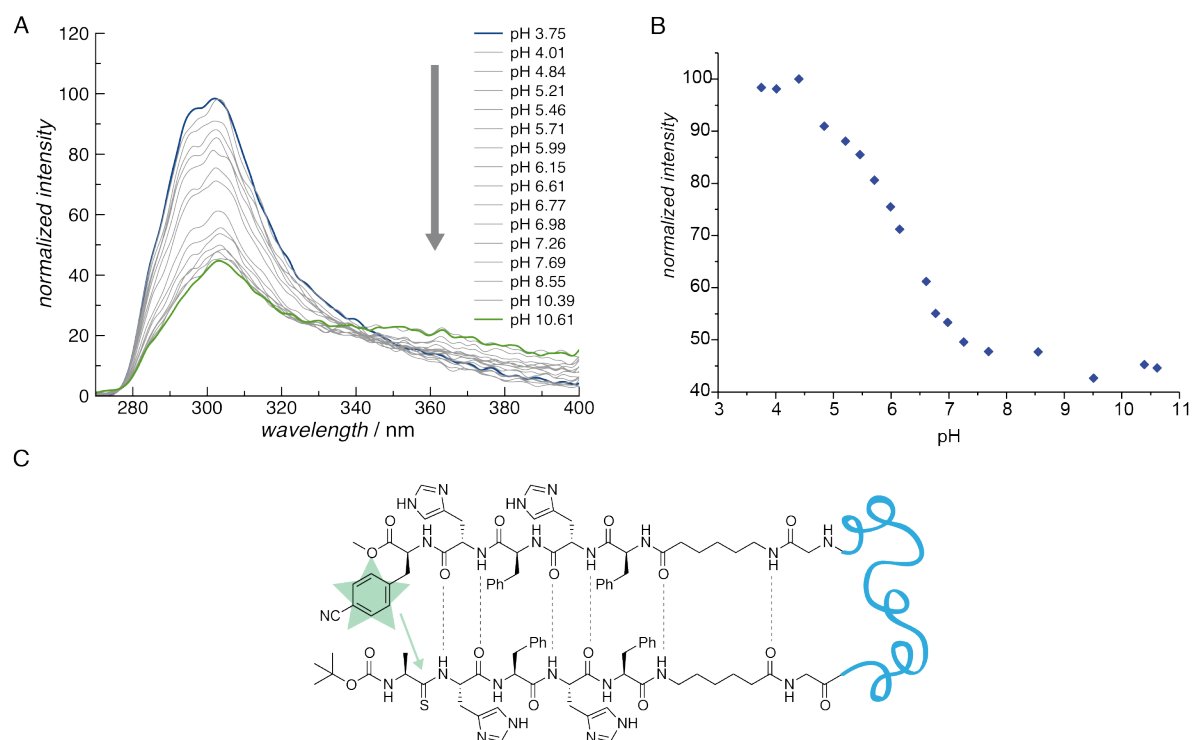 A
normalized intensity
120
100
80
60
40
20
0
280
300
320
340
360
380
400
wavelength / nm
pH 3.75
pH 4.01
pH 4.84
pH 5.21
pH 5.46
pH 5.71
pH 5.99
pH 6.15
pH 6.61
pH 6.77
pH 6.98
pH 7.26
pH 7.69
pH 8.55
pH 10.39
pH 10.61
B
normalized intensity
100
90
80
70
60
50
40
3
4
5
6
7
8
9
10
11
pH
C
HN
N
HN
N
O
H
N
O
H
N
O
H
N
O
O
N
H
O
N
H
O
N
H
O
N
H
O
H
N
Ph
Ph
NC
Ph
Ph
O
O
N
H
S
H
N
O
N
H
O
H
N
O
N
H
O
H
N
O
N
H
O
N
NH
N
NH